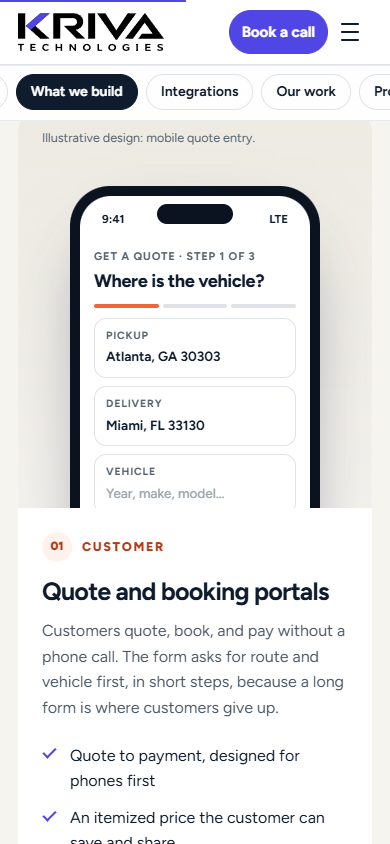 KRIVA
TECHNOLOGIES
Book a call
What we build
Integrations
Our work
Illustrative design: mobile quote entry.
9:41
LTE
GET A QUOTE · STEP 1 OF 3
Where is the vehicle?
PICKUP
Atlanta, GA 30303
DELIVERY
Miami, FL 33130
VEHICLE
Year, make, model...
01 CUSTOMER
Quote and booking portals
Customers quote, book, and pay without a
phone call. The form asks for route and
vehicle first, in short steps, because a long
form is where customers give up.
Quote to payment, designed for
phones first
An itemized price the customer can
save and share